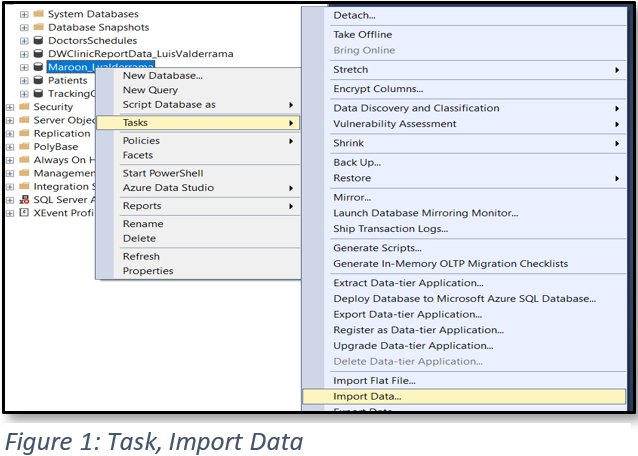 System Databases
Database Snapshots
DoctorsSchedules
DWClinicReportData_LuisValderrama
Maroon_Lvalderrama
Patients
Security
Replication
PolyBase
Always On H
Management
Integration S
SQL Server A
XEvent Profi
New Database...
New Query
Script Database as
Tasks
Policies
Facets
Start PowerShell
Azure Data Studio
Reports
Rename
Delete
Refresh
Properties
Detach...
Take Offline
Bring Online
Stretch
Encrypt Columns...
Data Discovery and Classification
Vulnerability Assessment
Shrink
Back Up...
Restore
Mirror...
Launch Database Mirroring Monitor...
Ship Transaction Logs...
Generate Scripts...
Generate In-Memory OLTP Migration Checklists
Extract Data-tier Application...
Deploy Database to Microsoft Azure SQL Database...
Export Data-tier Application...
Register as Data-tier Application...
Upgrade Data-tier Application...
Delete Data-tier Application...
Import Flat File...
Import Data...
Figure 1: Task, Import Data